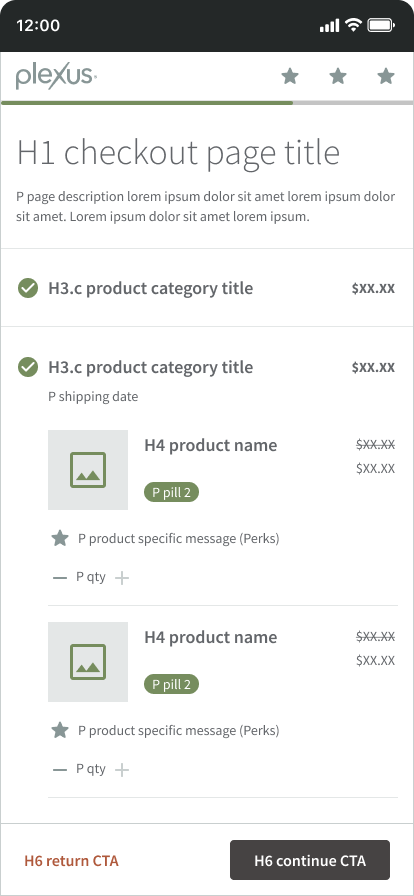 12:00
plexus
H1 checkout page title
P page description lorem ipsum dolor sit amet lorem ipsum dolor
sit amet. Lorem ipsum dolor sit amet lorem ipsum.
H3.c product category title $XX.XX
H3.c product category title $XX.XX
P shipping date
H4 product name $XX.XX
$XX.XX
P pill 2
P product specific message (Perks)
P qty
H4 product name $XX.XX
$XX.XX
P pill 2
P product specific message (Perks)
P qty
H6 return CTA H6 continue CTA